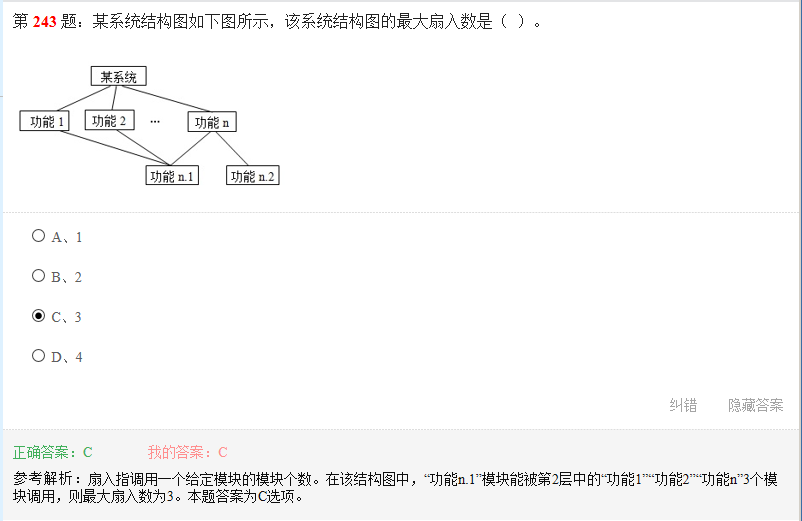 第 243 题：某系统结构图如下图所示，该系统结构图的最大扇入数是（ ）。
某系统
功能 1
功能 2
...
功能 n
功能 n.1
功能 n.2
A、1
B、2
C、3
D、4
纠错 隐藏答案
正确答案：C 我的答案：C
参考解析：扇入指调用一个给定模块的模块个数。在该结构图中，“功能n.1”模块能被第2层中的“功能1”“功能2”“功能n”3个模
块调用，则最大扇入数为3。本题答案为C选项。